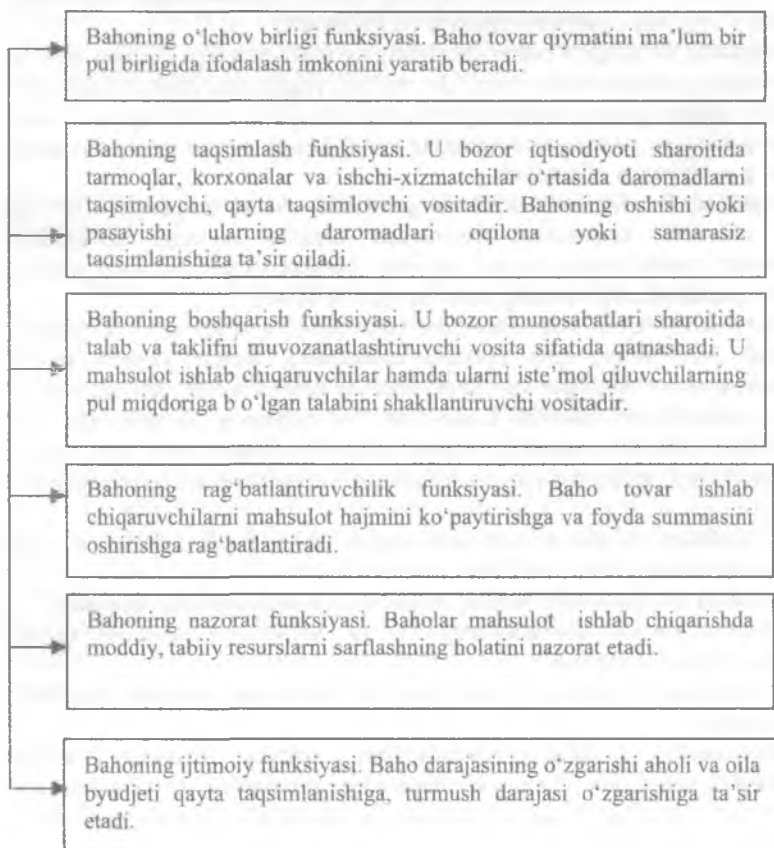 Bahoning o‘lchov birligi funksiyasi. Baho tovar qiymatini ma’lum bir
pul birligida ifodalash imkonini yaratib beradi.
Bahoning taqsimlash funksiyasi. U bozor iqtisodiyoti sharoitida
tarmoqlar, korxonalar va ishchi-xizmatchilar o‘rtasida daromadlarni
taqsimlovchi, qayta taqsimlovchi vositadir. Bahoning oshishi yoki
pasayishi ularning daromadlari oqilona yoki samarasiz
taqsimlanishiga ta’sir qiladi.
Bahoning boshqarish funksiyasi. U bozor munosabatlari sharoitida
talab va taklifni muvozanatlashtiruvchi vosita sifatida qatnashadi. U
mahsulot ishlab chiqaruvchilar hamda ularni iste’mol qiluvchilarning
pul miqdoriga b o‘lgan talabini shakllantiruvchi vositadir.
Bahoning rag‘batlantiruvchilik funksiyasi. Baho tovar ishlab
chiqaruvchilarni mahsulot hajmini ko‘paytirishga va foyda summasini
oshirishga rag‘batlantiradi.
Bahoning nazorat funksiyasi. Baholar mahsulot ishlab chiqarishda
moddiy, tabiiy resurslarni sarflashning holatini nazorat etadi.
Bahoning ijtimoiy funksiyasi. Baho darajasining o‘zgarishi aholi va oila
byudjeti qayta taqsimlanishiga, turmush darajasi o‘zgarishiga ta’sir
etadi.